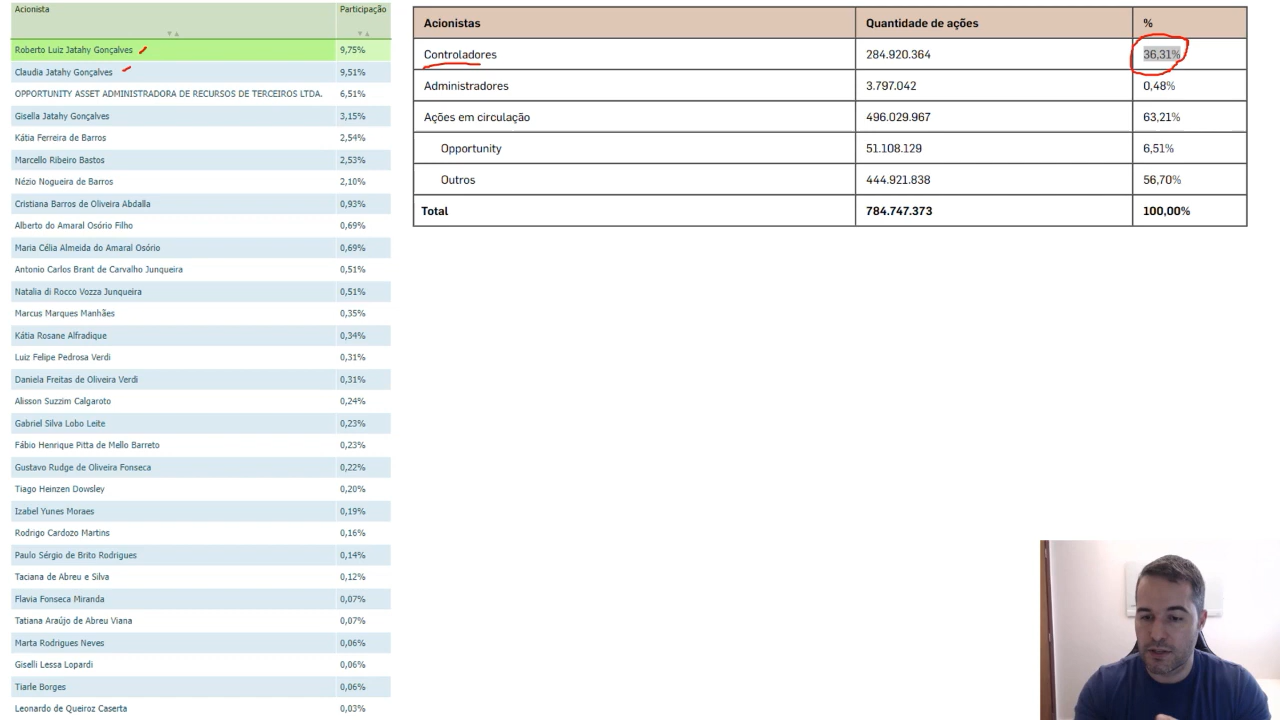 Acionista Participação
Roberto Luiz Jatahy Gonçalves 9,75%
Claudia Jatahy Gonçalves 9,51%
OPPORTUNITY ASSET ADMINISTRADORA DE RECURSOS DE TERCEIROS LTDA. 6,51%
Gisella Jatahy Gonçalves 3,15%
Kátia Ferreira de Barros 2,54%
Marcello Ribeiro Bastos 2,53%
Nézio Nogueira de Barros 2,10%
Cristiana Barros de Oliveira Abdalla 0,93%
Alberto do Amaral Osório Filho 0,69%
Maria Célia Almeida do Amaral Osório 0,69%
Antonio Carlos Brant de Carvalho Junqueira 0,51%
Natalia di Rocco Vozza Junqueira 0,51%
Marcus Marques Manhães 0,35%
Kátia Rosane Alfradique 0,34%
Luiz Felipe Pedrosa Verdi 0,31%
Daniela Freitas de Oliveira Verdi 0,31%
Alisson Suzzim Calgaroto 0,24%
Gabriel Silva Lobo Leite 0,23%
Fábio Henrique Pitta de Mello Barreto 0,23%
Gustavo Rudge de Oliveira Fonseca 0,22%
Tiago Heinzen Dowsley 0,20%
Izabel Yunes Moraes 0,19%
Rodrigo Cardozo Martins 0,16%
Paulo Sérgio de Brito Rodrigues 0,14%
Taciana de Abreu e Silva 0,12%
Flavia Fonseca Miranda 0,07%
Tatiana Araújo de Abreu Viana 0,07%
Marta Rodrigues Neves 0,06%
Giselli Lessa Lopardi 0,06%
Tiarle Borges 0,06%
Leonardo de Queiroz Caserta 0,03%
Acionistas Quantidade de ações %
Controladores 284.920.364 36,31%
Administradores 3.797.042 0,48%
Ações em circulação 496.029.967 63,21%
Opportunity 51.108.129 6,51%
Outros 444.921.838 56,70%
Total 784.747.373 100,00%